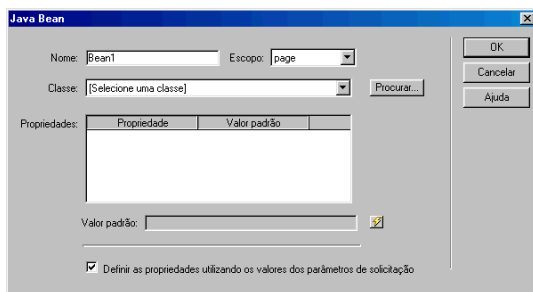 Java Bean
Nome: Bean1 Escopo: page OK
Cancelar
Classe: [Selecione uma classe] Procurar...
Ajuda
Propriedades: Propriedade Valor padrão
Valor padrão:
Definir as propriedades utilizando os valores dos parâmetros de solicitação